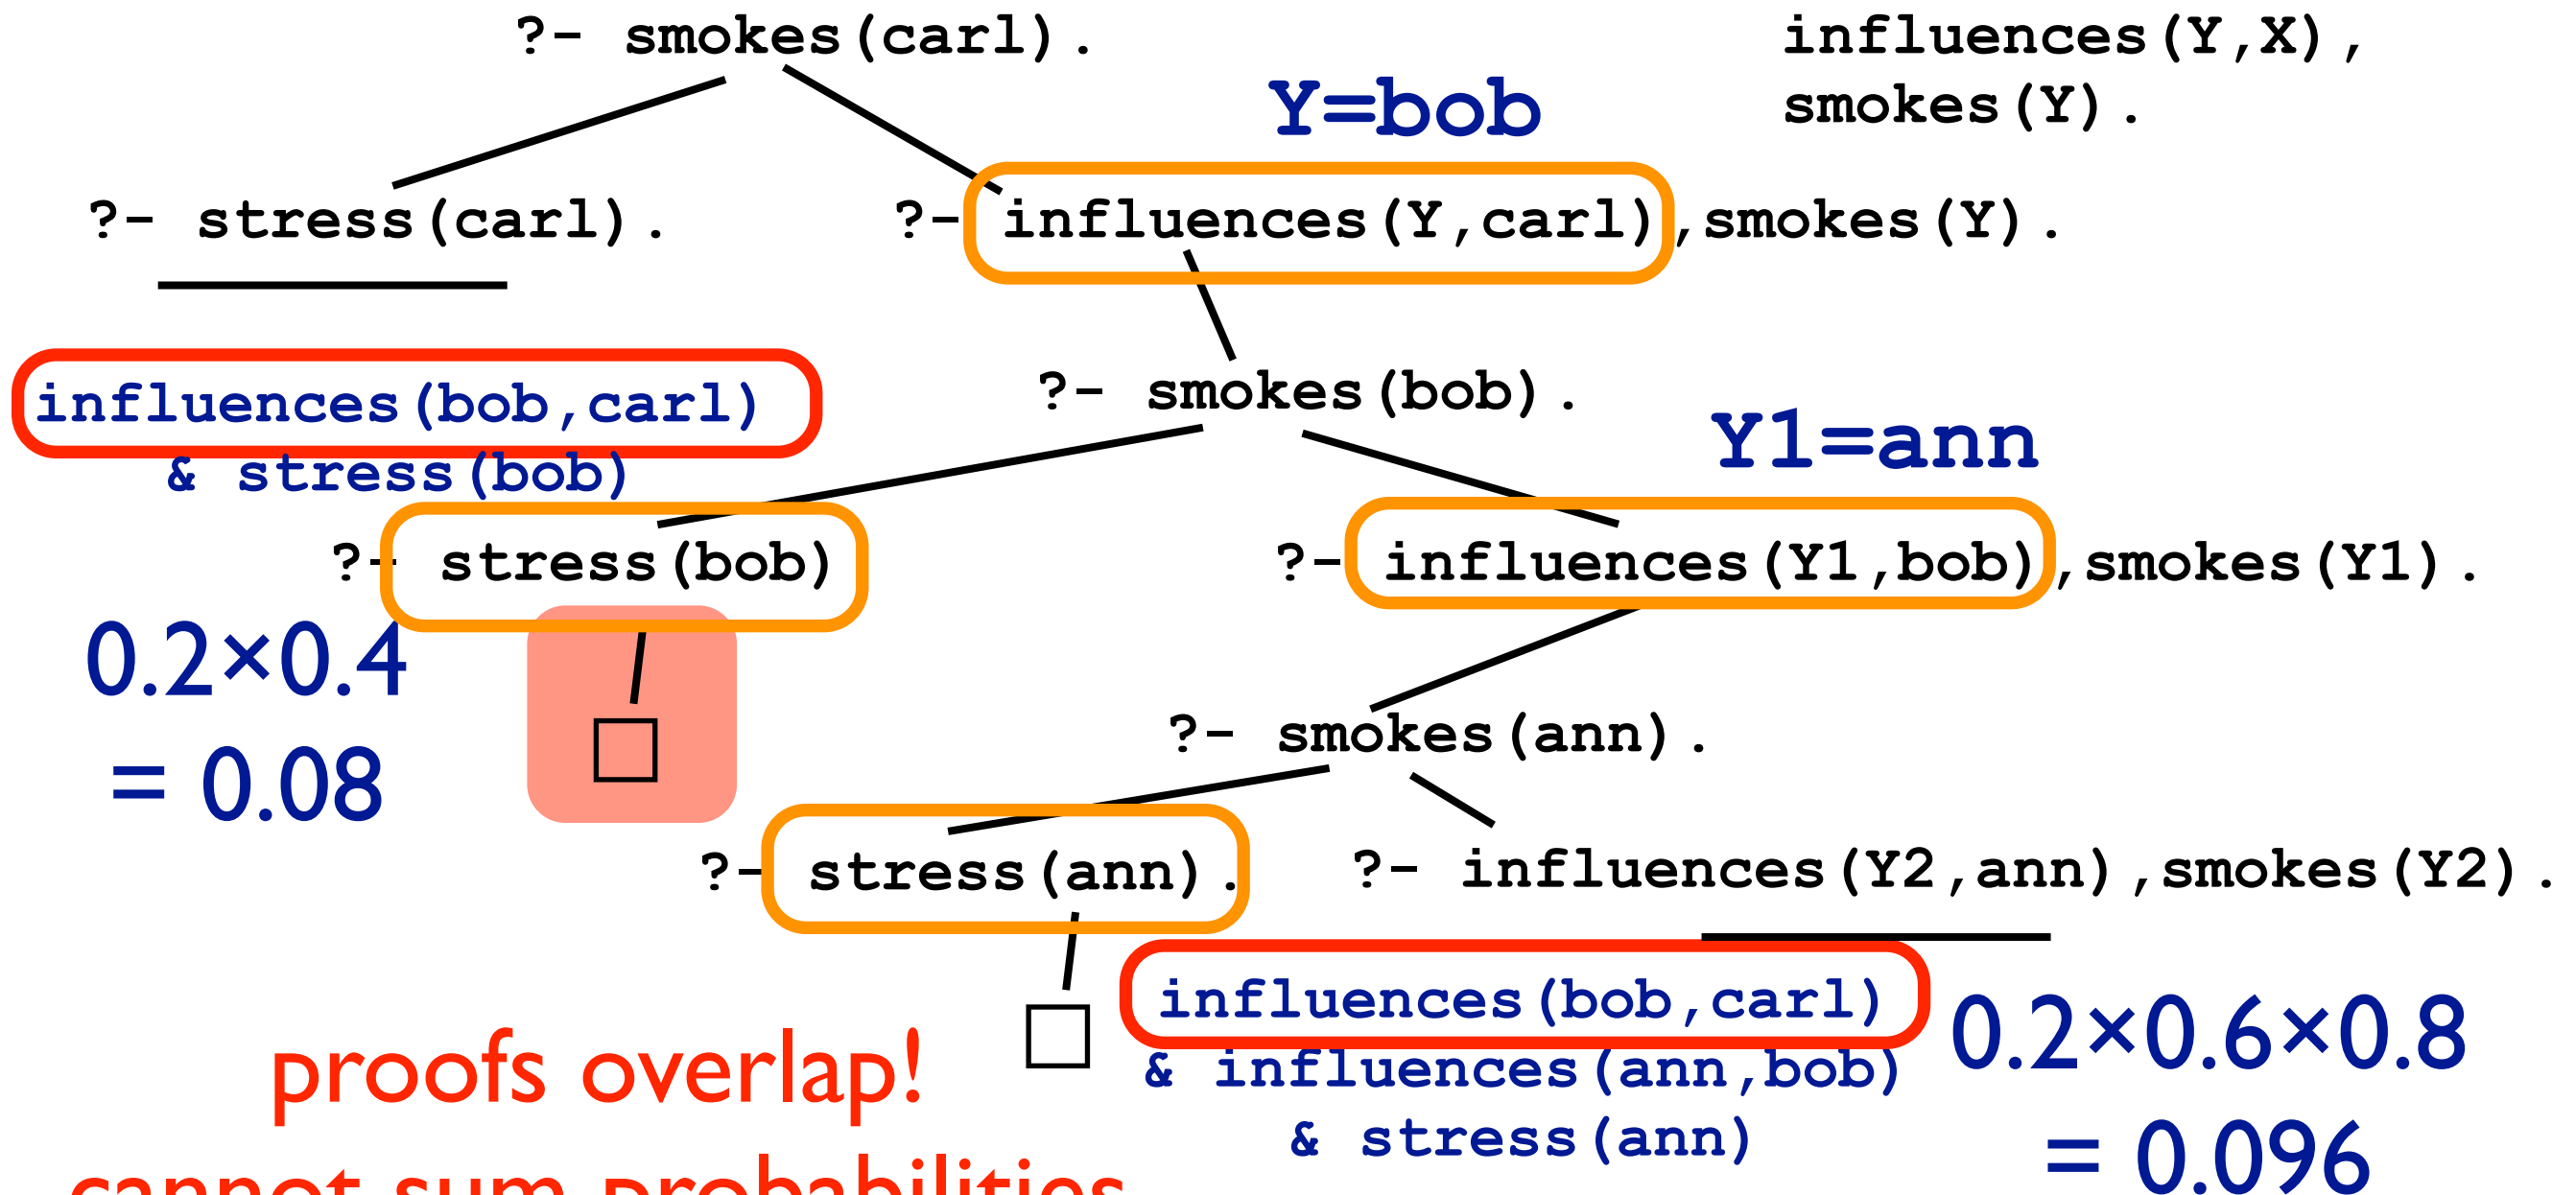 ?- smokes(carl).
influences(Y,X),
smokes(Y).
Y=bob
?- stress(carl).
?- influences(Y,carl),smokes(Y).
influences(bob,carl)
& stress(bob)
?- smokes(bob).
Y1=ann
?- stress(bob)
?- influences(Y1,bob),smokes(Y1).
0.2×0.4
= 0.08
?- smokes(ann).
?- stress(ann).
?- influences(Y2,ann),smokes(Y2).
influences(bob,carl)
& influences(ann,bob)
& stress(ann)
0.2×0.6×0.8
= 0.096
proofs overlap!
cannot sum probabilities